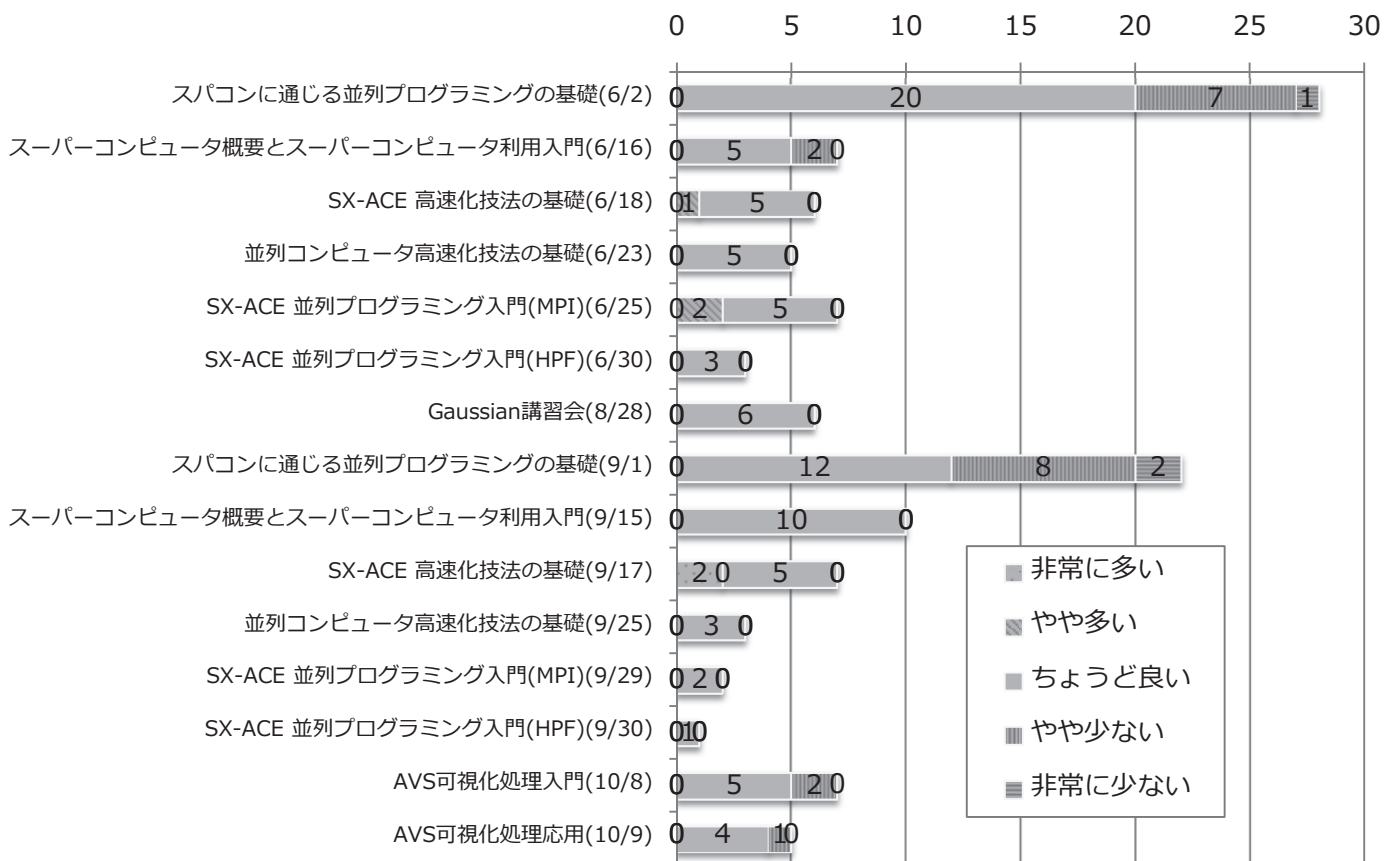 0 5 10 15 20 25 30
スパコンに通じる並列プログラミングの基礎(6/2) 0 20 7 1
スーパーコンピュータ概要とスーパーコンピュータ利用入門(6/16) 0 5 2 0
SX-ACE 高速化技法の基礎(6/18) 0 1 5 0
並列コンピュータ高速化技法の基礎(6/23) 0 5 0
SX-ACE 並列プログラミング入門(MPI)(6/25) 0 2 5 0
SX-ACE 並列プログラミング入門(HPF)(6/30) 0 3 0
Gaussian講習会(8/28) 0 6 0
スパコンに通じる並列プログラミングの基礎(9/1) 0 12 8 2
スーパーコンピュータ概要とスーパーコンピュータ利用入門(9/15) 0 10 0
SX-ACE 高速化技法の基礎(9/17) 2 0 5 0
並列コンピュータ高速化技法の基礎(9/25) 0 3 0
SX-ACE 並列プログラミング入門(MPI)(9/29) 0 2 0
SX-ACE 並列プログラミング入門(HPF)(9/30) 0 1 0
AVS可視化処理入門(10/8) 0 5 2 0
AVS可視化処理応用(10/9) 0 4 1 0
非常に多い
やや多い
ちょうど良い
やや少ない
非常に少ない